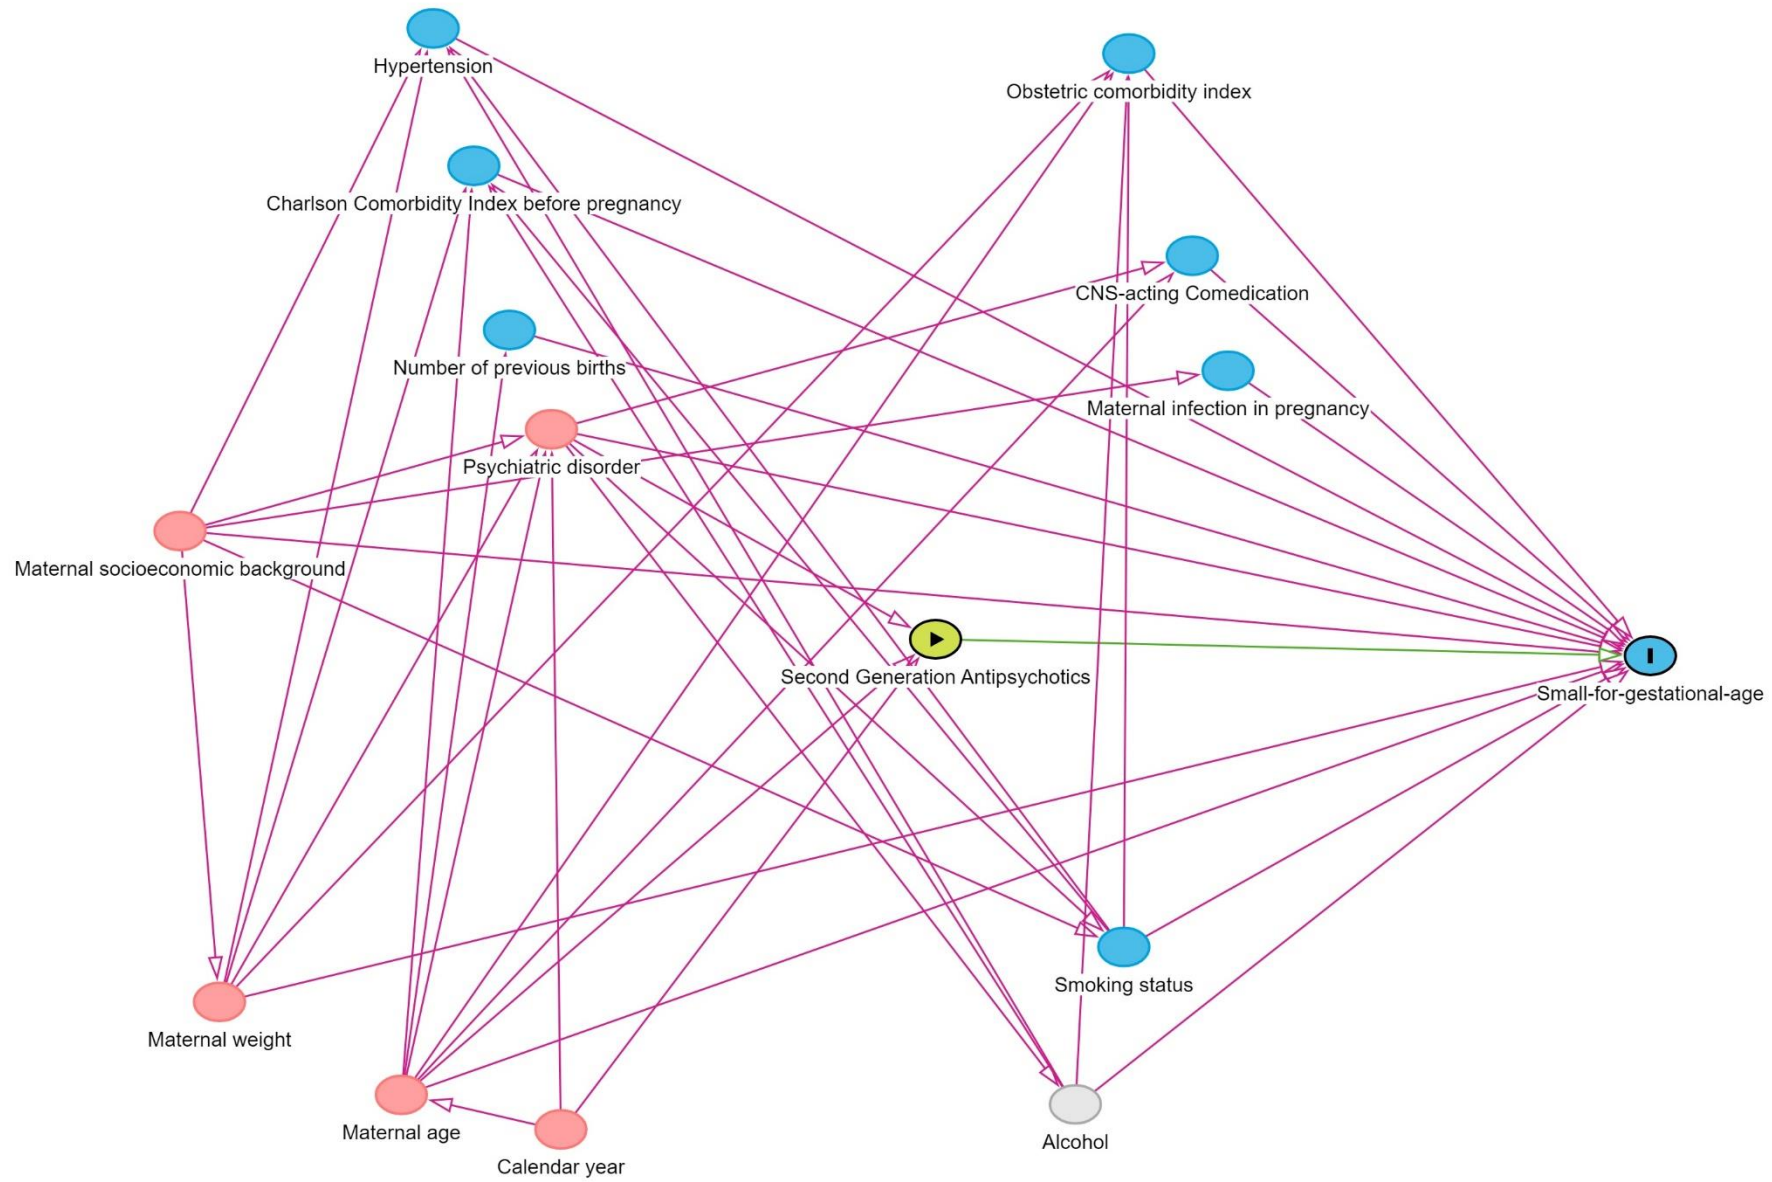 Hypertension
Obstetric comorbidity index
Charlson Comorbidity Index before pregnancy
CNS-acting Comedication
Number of previous births
Maternal infection in pregnancy
Psychiatric disorder
Maternal socioeconomic background
Second Generation Antipsychotics
Small-for-gestational-age
Smoking status
Maternal weight
Maternal age
Alcohol
Calendar year